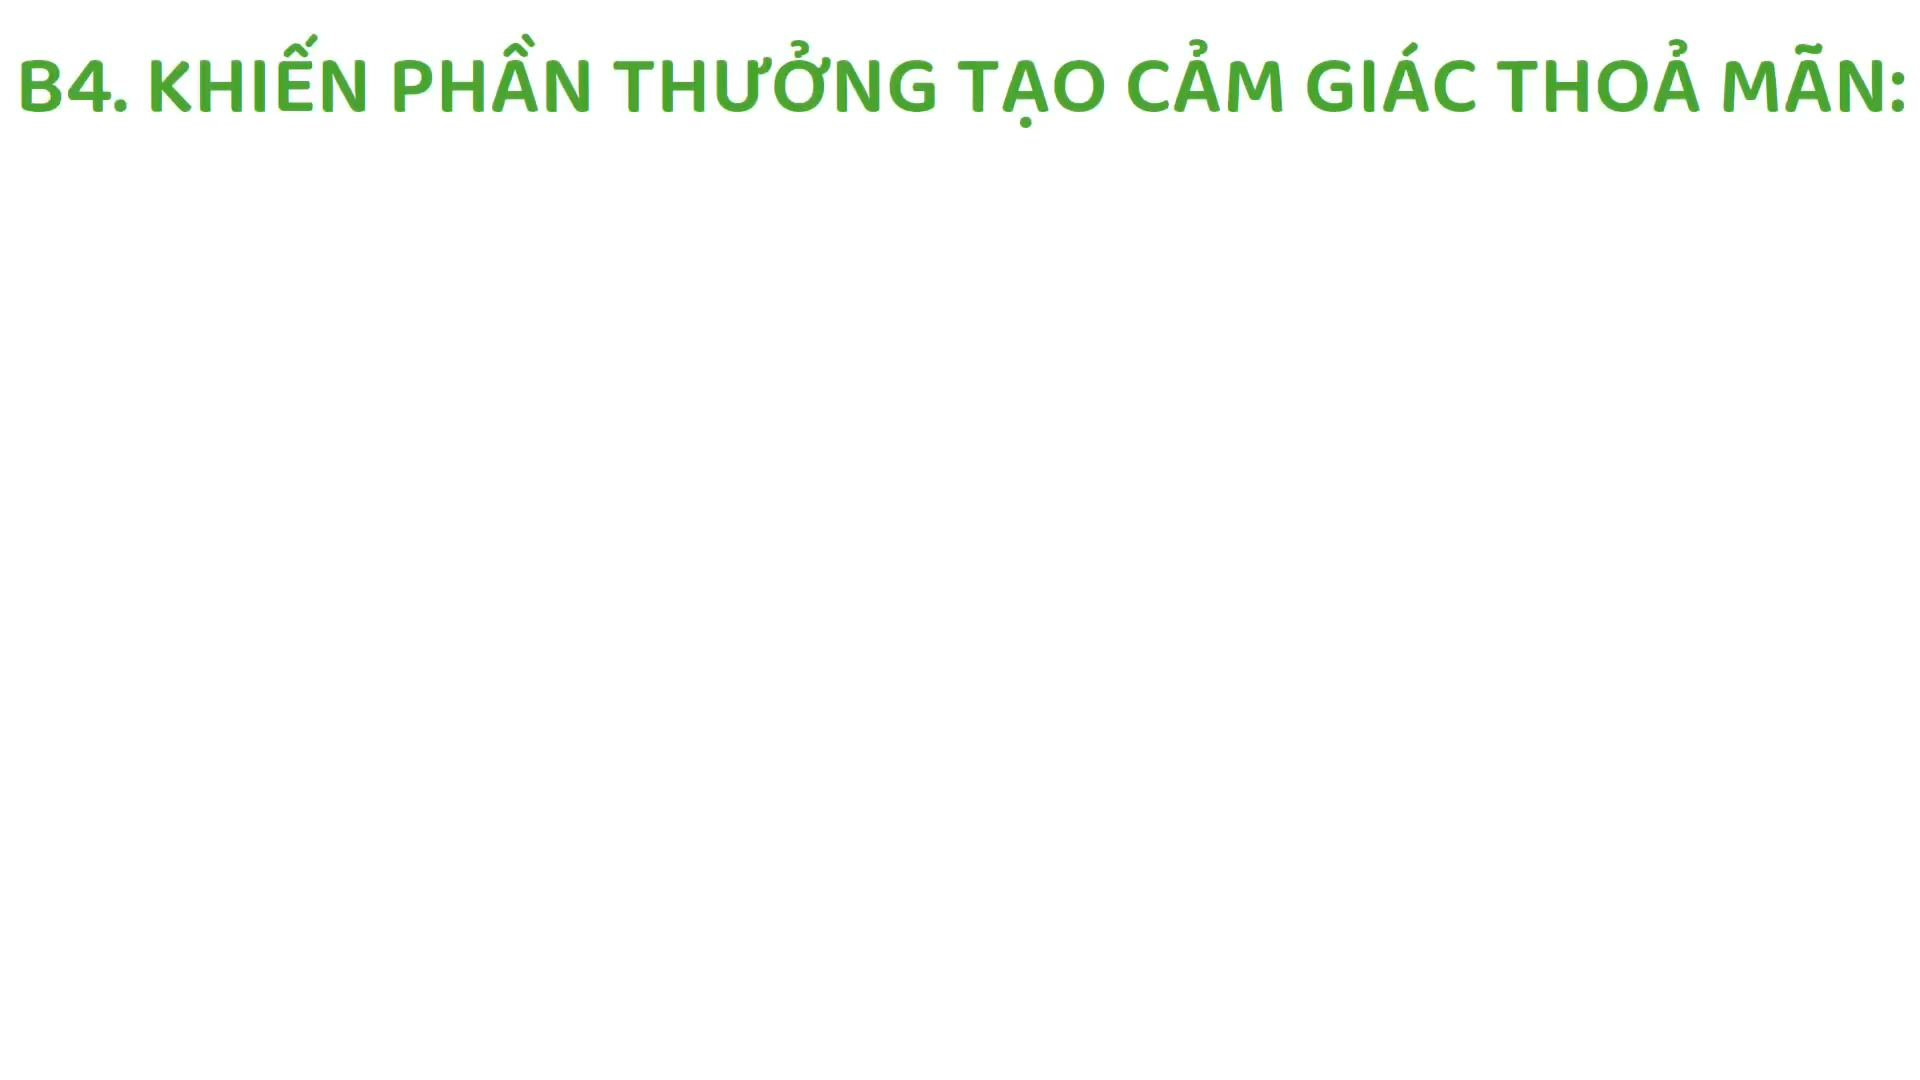 B4. KHIẾN PHẦN THƯỞNG TẠO CẢM GIÁC THOẢ MÃN: